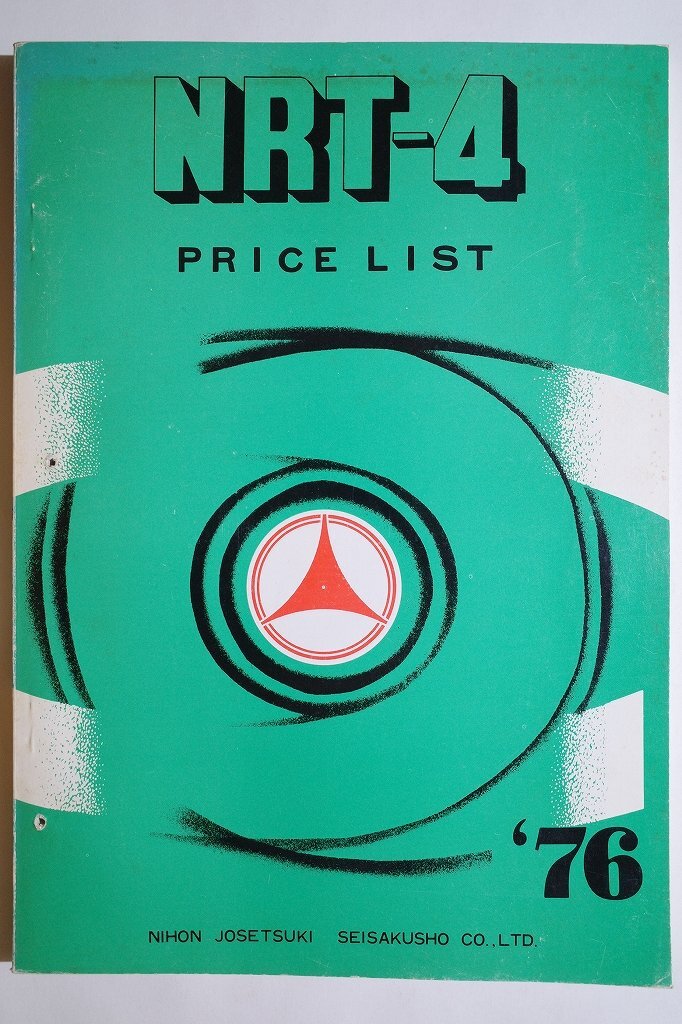 NRT-4
PRICE LIST
‘76
NIHON JOSETSUKI SEISAKUSHO CO.,LTD.